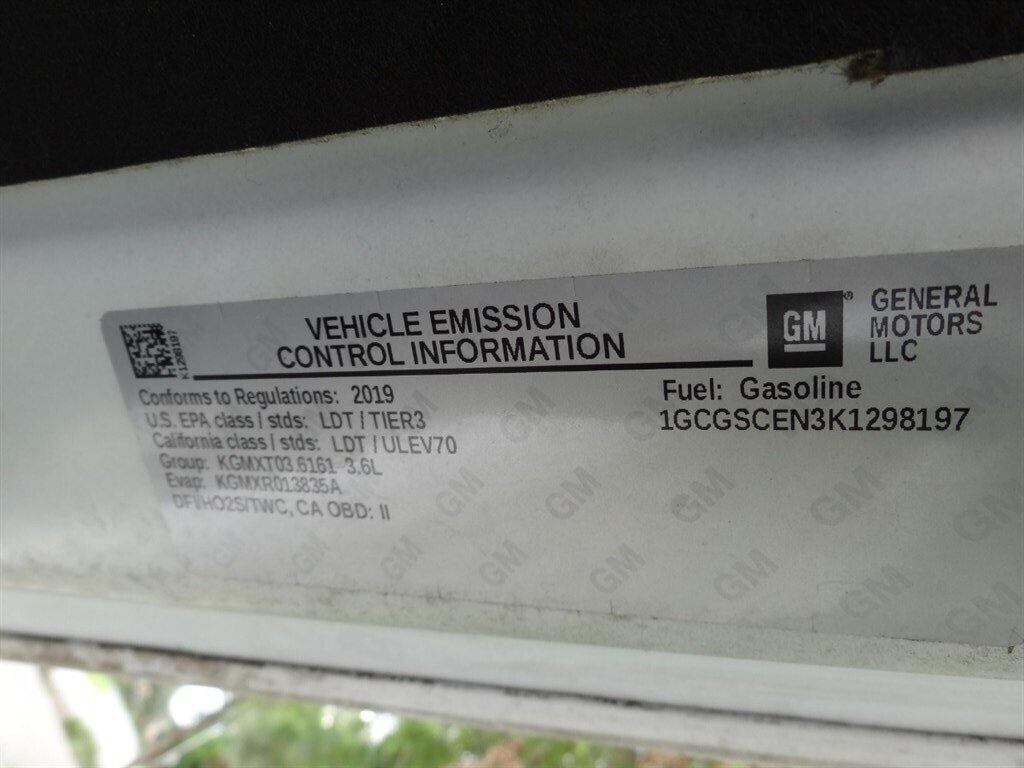 K1298197
VEHICLE EMISSION
CONTROL INFORMATION
GM®
GENERAL
MOTORS
LLC
Conforms to Regulations: 2019
U.S. EPA class / stds: LDT / TIER3
California class / stds: LDT / ULEV70
Group: KGMXT03.6161 3.6L
Evap: KGMXR013835A
DFI/HO2S/TWC, CA OBD: II
Fuel: Gasoline
1GCGSCEN3K1298197